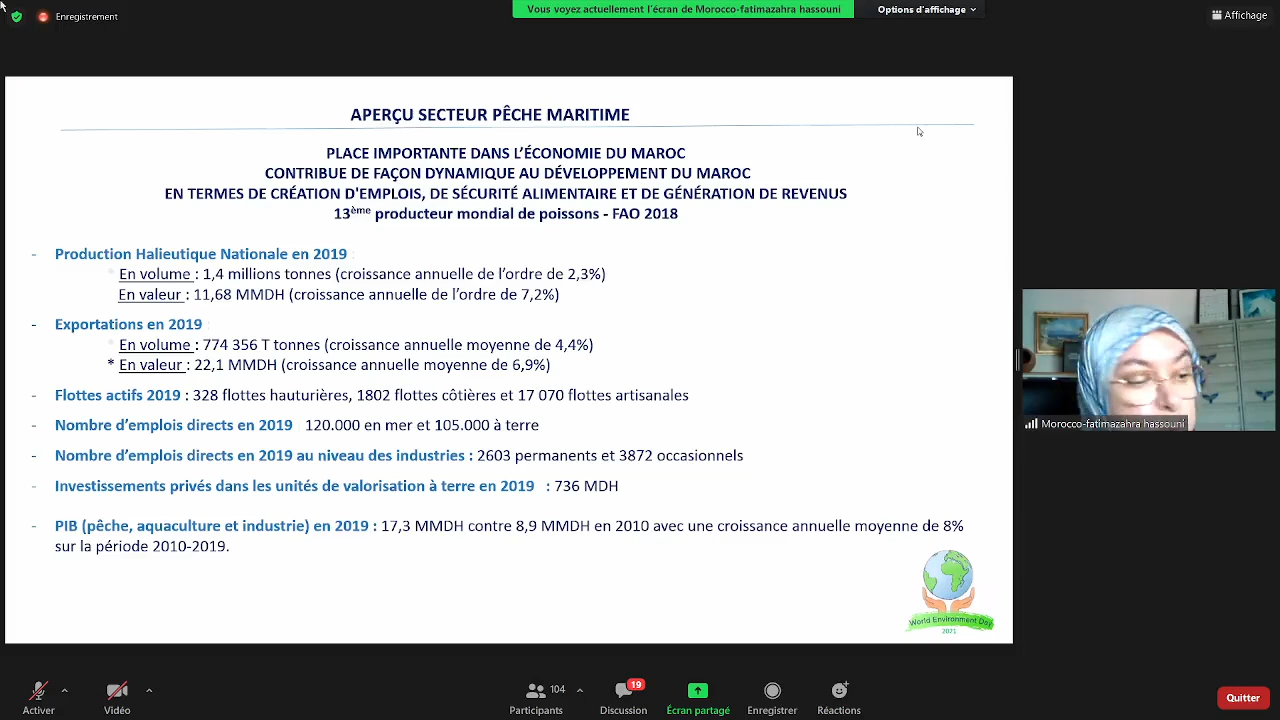 Enregistrement
Vous voyez actuellement l'écran de Morocco-fatimazahra hassouni
Options d'affichage
Affichage
APERÇU SECTEUR PÊCHE MARITIME
PLACE IMPORTANTE DANS L'ÉCONOMIE DU MAROC
CONTRIBUE DE FAÇON DYNAMIQUE AU DÉVELOPPEMENT DU MAROC
EN TERMES DE CRÉATION D'EMPLOIS, DE SÉCURITÉ ALIMENTAIRE ET DE GÉNÉRATION DE REVENUS
13ème producteur mondial de poissons - FAO 2018
- Production Halieutique Nationale en 2019 :
* En volume : 1,4 millions tonnes (croissance annuelle de l'ordre de 2,3%)
En valeur : 11,68 MMDH (croissance annuelle de l'ordre de 7,2%)
- Exportations en 2019 :
* En volume : 774 356 T tonnes (croissance annuelle moyenne de 4,4%)
* En valeur : 22,1 MMDH (croissance annuelle moyenne de 6,9%)
- Flottes actifs 2019 : 328 flottes hauturières, 1802 flottes côtières et 17 070 flottes artisanales
- Nombre d'emplois directs en 2019 : 120.000 en mer et 105.000 à terre
- Nombre d'emplois directs en 2019 au niveau des industries : 2603 permanents et 3872 occasionnels
- Investissements privés dans les unités de valorisation à terre en 2019 : 736 MDH
- PIB (pêche, aquaculture et industrie) en 2019 : 17,3 MMDH contre 8,9 MMDH en 2010 avec une croissance annuelle moyenne de 8%
sur la période 2010-2019.
World Environment Day
2021
Morocco-fatimazahra hassouni
Activer
Vidéo
104
Participants
19
Discussion
Écran partagé
Enregistrer
Réactions
Quitter